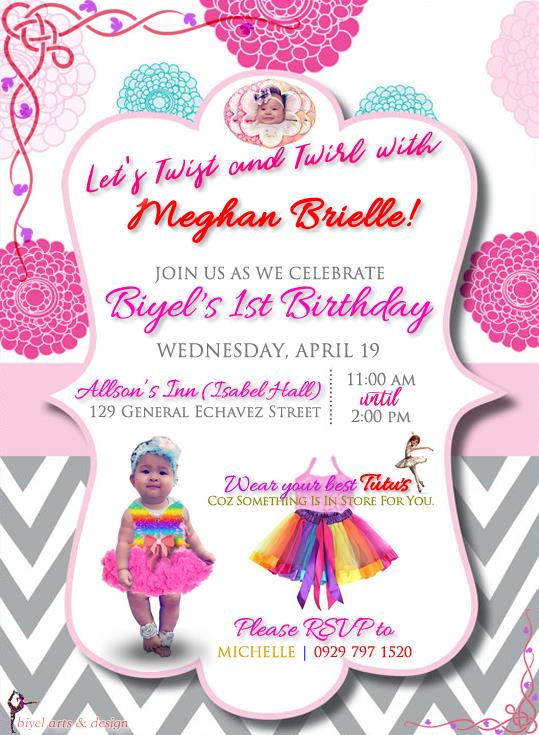 Let's Twist and Twirl with
Meghan Brielle!
JOIN US AS WE CELEBRATE
Biyel's 1st Birthday
WEDNESDAY, APRIL 19
Allson's Inn (Isabel Hall)
129 GENERAL ECHAVEZ STREET
11:00 AM
until
2:00 PM
Wear your best Tutus
COZ SOMETHING IS IN STORE FOR YOU.
Please RSVP to
MICHELLE | 0929 797 1520
biyel arts & design